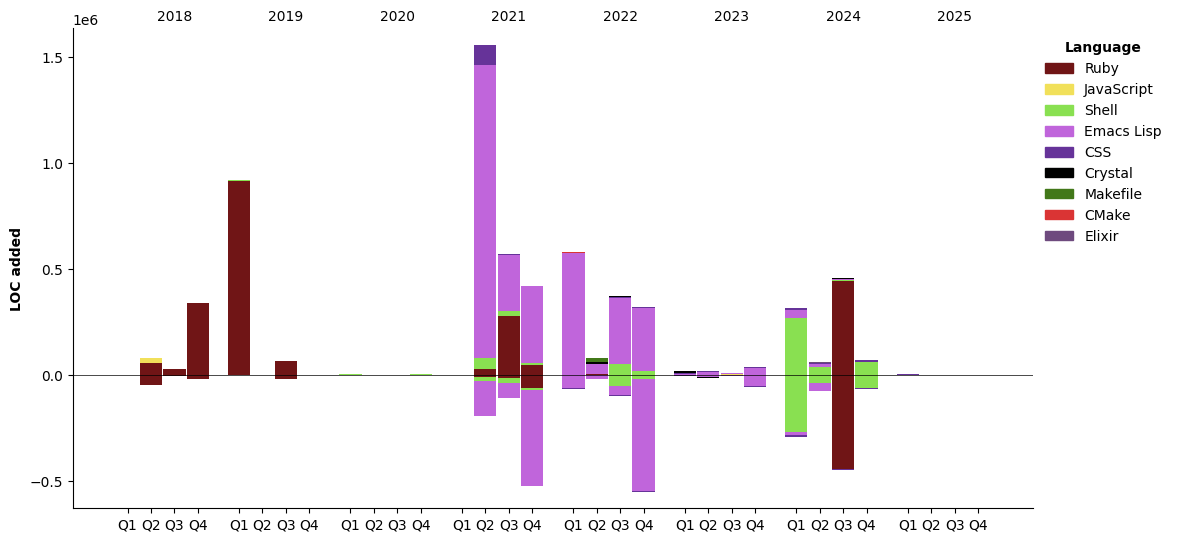 1e6
2018 2019 2020 2021 2022 2023 2024 2025
Language
Ruby
JavaScript
Shell
Emacs Lisp
CSS
Crystal
Makefile
CMake
Elixir
LOC added
1.5
1.0
0.5
0.0
−0.5
Q1 Q2 Q3 Q4 Q1 Q2 Q3 Q4 Q1 Q2 Q3 Q4 Q1 Q2 Q3 Q4 Q1 Q2 Q3 Q4 Q1 Q2 Q3 Q4 Q1 Q2 Q3 Q4 Q1 Q2 Q3 Q4